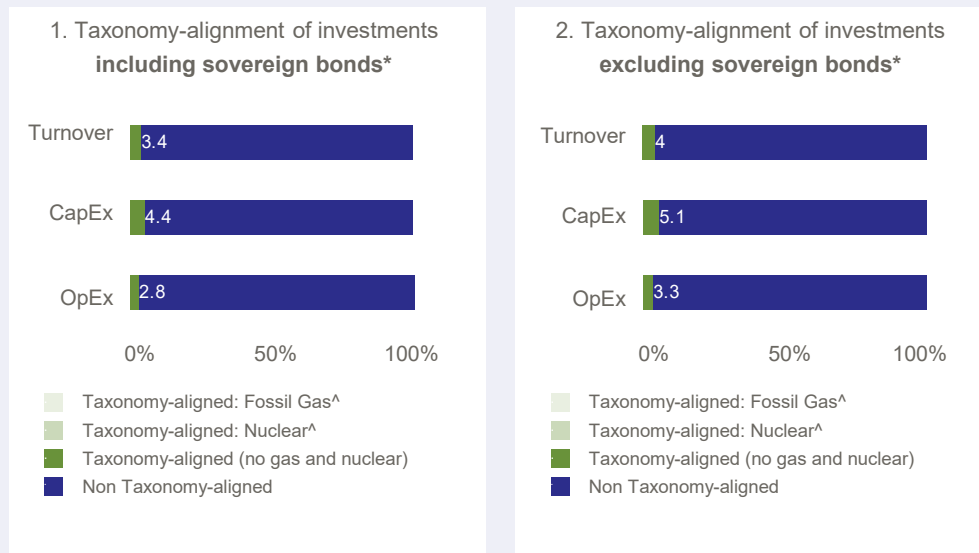 1. Taxonomy-alignment of investments
including sovereign bonds*
Turnover
3.4
CapEx
4.4
OpEx
2.8
0% 50% 100%
Taxonomy-aligned: Fossil Gas^
Taxonomy-aligned: Nuclear^
Taxonomy-aligned (no gas and nuclear)
Non Taxonomy-aligned
2. Taxonomy-alignment of investments
excluding sovereign bonds*
Turnover
4
CapEx
5.1
OpEx
3.3
0% 50% 100%
Taxonomy-aligned: Fossil Gas^
Taxonomy-aligned: Nuclear^
Taxonomy-aligned (no gas and nuclear)
Non Taxonomy-aligned